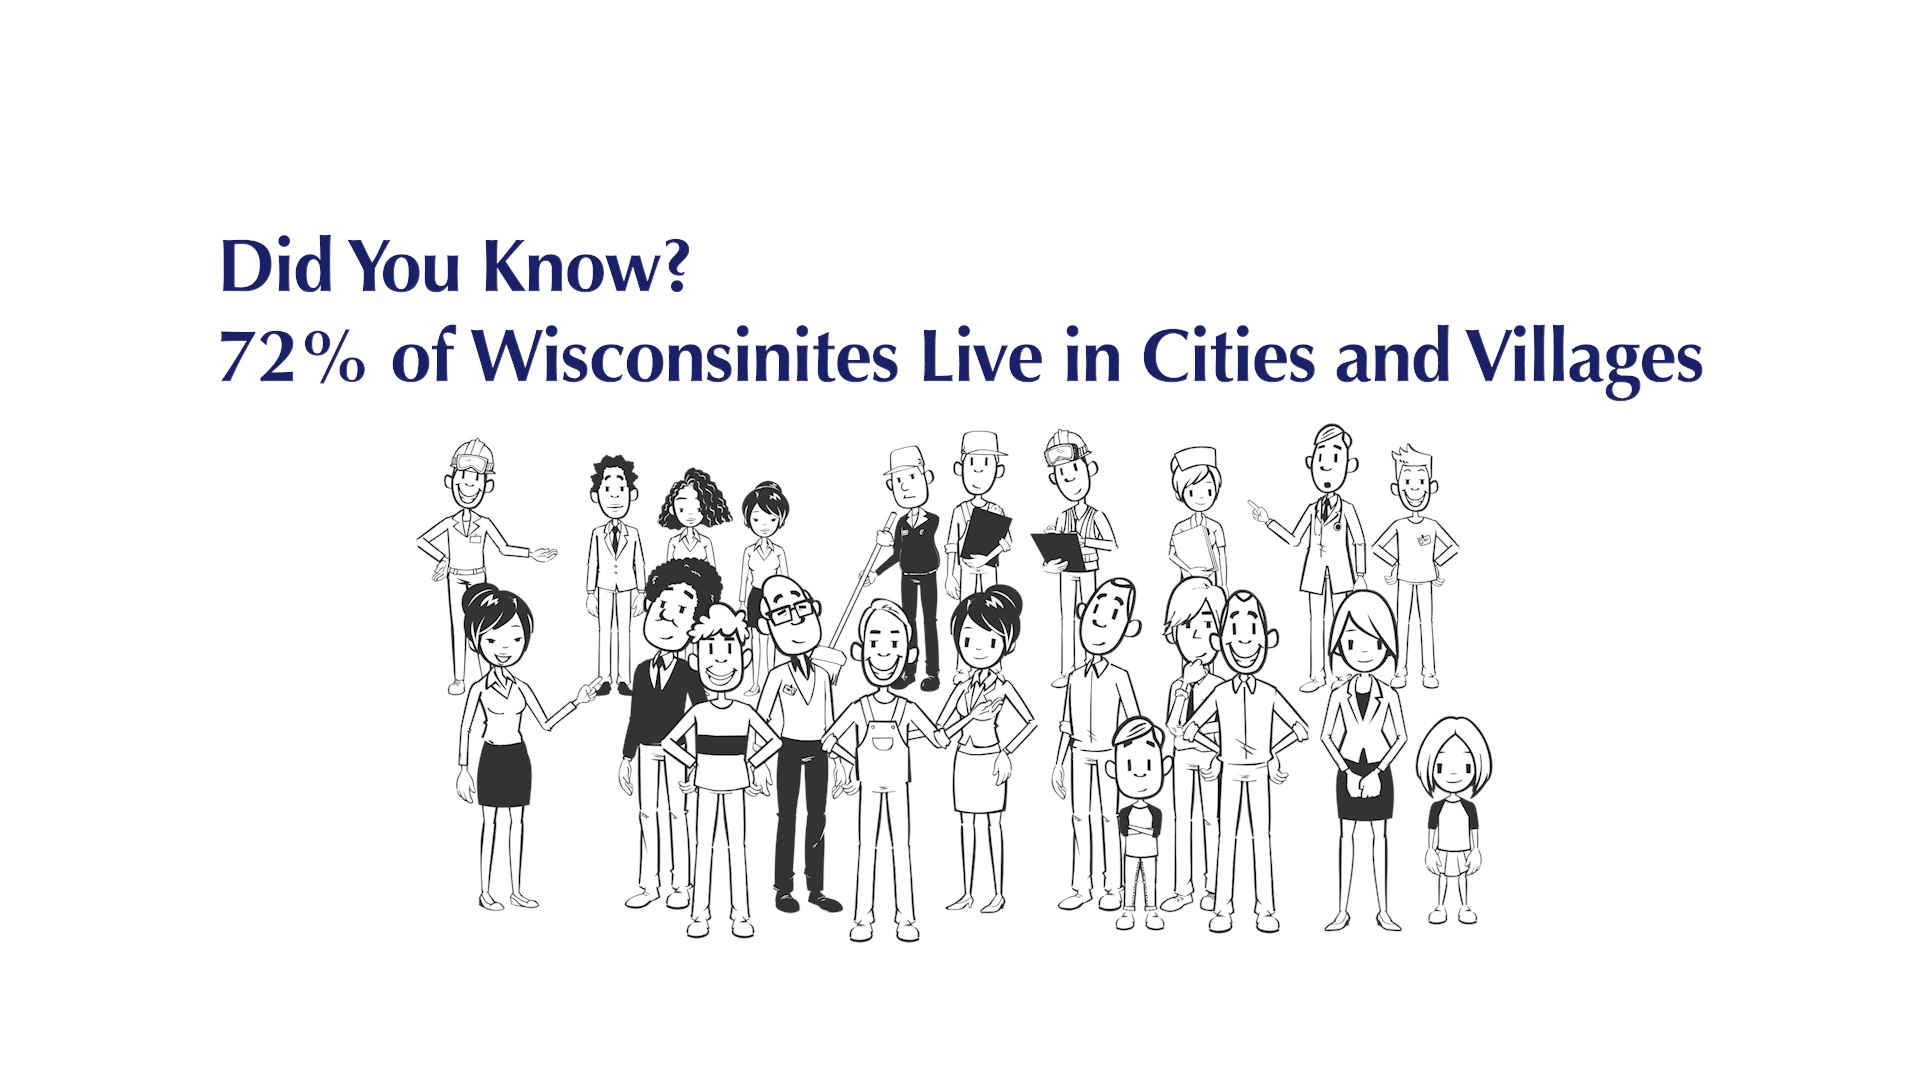 Did You Know?
72% of Wisconsinites Live in Cities and Villages